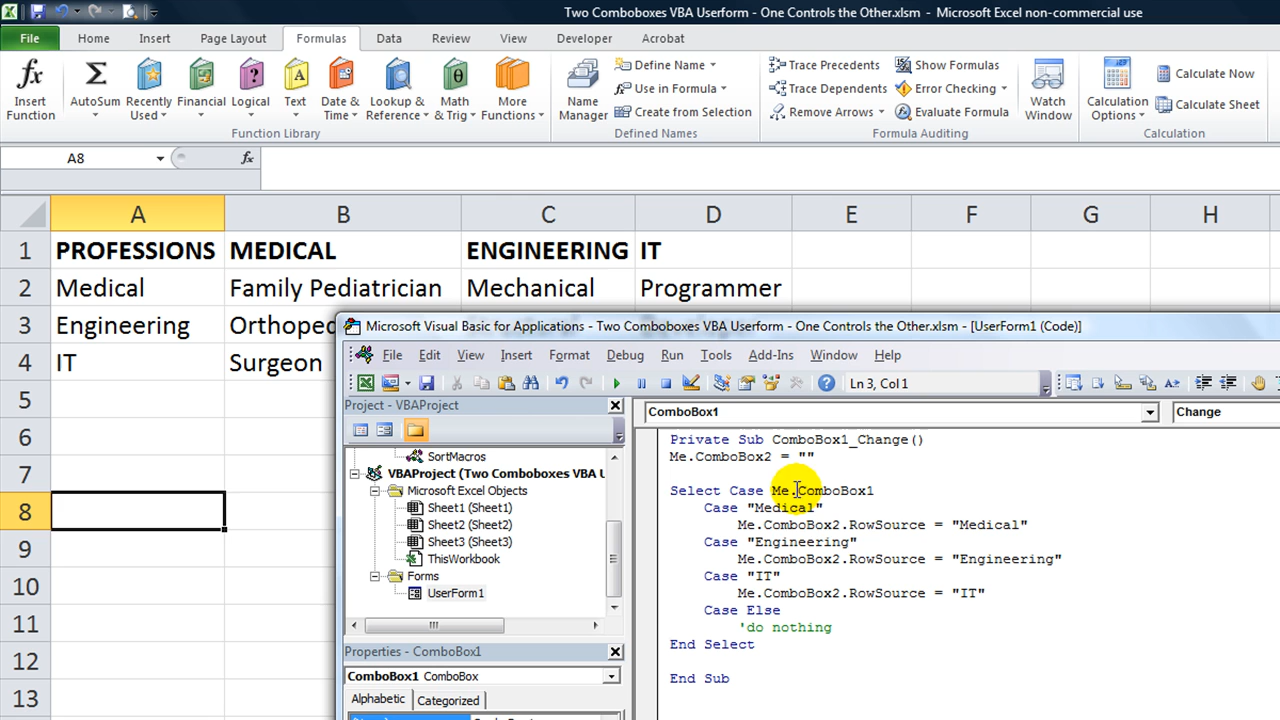 Two Comboboxes VBA Userform - One Controls the Other.xlsm - Microsoft Excel non-commercial use
File Home Insert Page Layout Formulas Data Review View Developer Acrobat
Insert Function
AutoSum
Recently Used
Financial
Logical
Text
Date & Time
Lookup & Reference
Math & Trig
More Functions
Function Library
Name Manager
Define Name
Use in Formula
Create from Selection
Defined Names
Trace Precedents
Trace Dependents
Remove Arrows
Show Formulas
Error Checking
Evaluate Formula
Formula Auditing
Watch Window
Calculation Options
Calculate Now
Calculate Sheet
Calculation
A8 fx
A B C D E F G H
1 PROFESSIONS MEDICAL ENGINEERING IT
2 Medical Family Pediatrician Mechanical Programmer
3 Engineering Orthoped
4 IT Surgeon
5
6
7
8
9
10
11
12
13
Microsoft Visual Basic for Applications - Two Comboboxes VBA Userform - One Controls the Other.xlsm - [UserForm1 (Code)]
File Edit View Insert Format Debug Run Tools Add-Ins Window Help
Ln 3, Col 1
Project - VBAProject
SortMacros
VBAProject (Two Comboboxes VBA U
Microsoft Excel Objects
Sheet1 (Sheet1)
Sheet2 (Sheet2)
Sheet3 (Sheet3)
ThisWorkbook
Forms
UserForm1
Properties - ComboBox1
ComboBox1 ComboBox
Alphabetic Categorized
ComboBox1 Change
Private Sub ComboBox1_Change()
Me.ComboBox2 = ""
Select Case Me.ComboBox1
Case "Medical"
Me.ComboBox2.RowSource = "Medical"
Case "Engineering"
Me.ComboBox2.RowSource = "Engineering"
Case "IT"
Me.ComboBox2.RowSource = "IT"
Case Else
'do nothing
End Select
End Sub